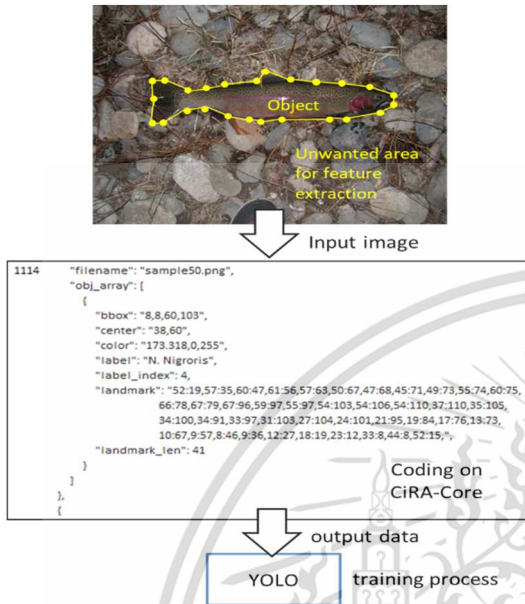 Object
Unwanted area
for feature
extraction
Input image
1114 "filename": "sample50.png",
"obj_array": [
{
"bbox": "8,8,60,103",
"center": "38,60",
"color": "173.318,0,255",
"label": "N. Nigroris",
"label_index": 4,
"landmark": "52:19,57:35,60:47,61:56,57:63,50:67,47:68,45:71,49:73,55:74,60:75,
66:78,67:79,67:96,59:97,55:97,54:103,54:106,54:110,37:110,35:105,
34:100,34:91,33:97,31:103,27:104,24:101,21:95,19:84,17:76,13:73,
10:67,9:57,8:46,9:36,12:27,18:19,23:12,33:8,44:8,52:15,",
"landmark_len": 41
}
]
},
{
Coding on
CiRA-Core
output data
YOLO
training process